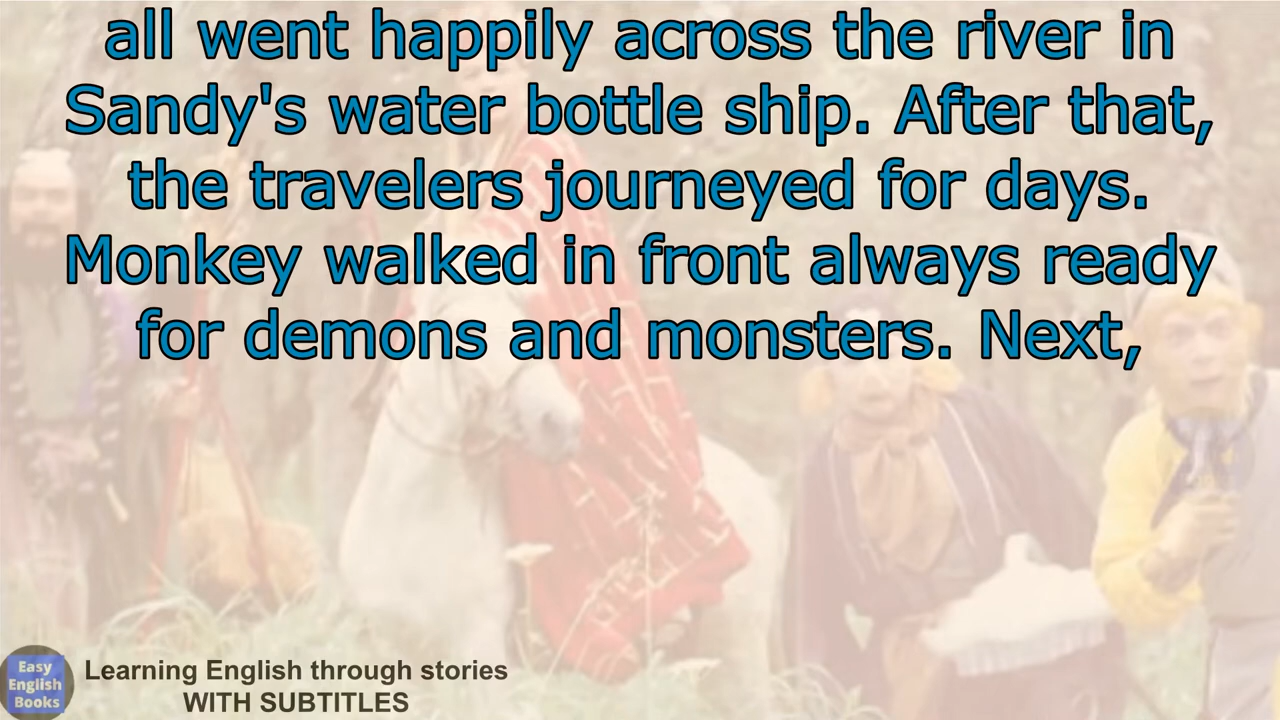 all went happily across the river in
Sandy's water bottle ship. After that,
the travelers journeyed for days.
Monkey walked in front always ready
for demons and monsters. Next,
Easy
English
Books
Learning English through stories
WITH SUBTITLES